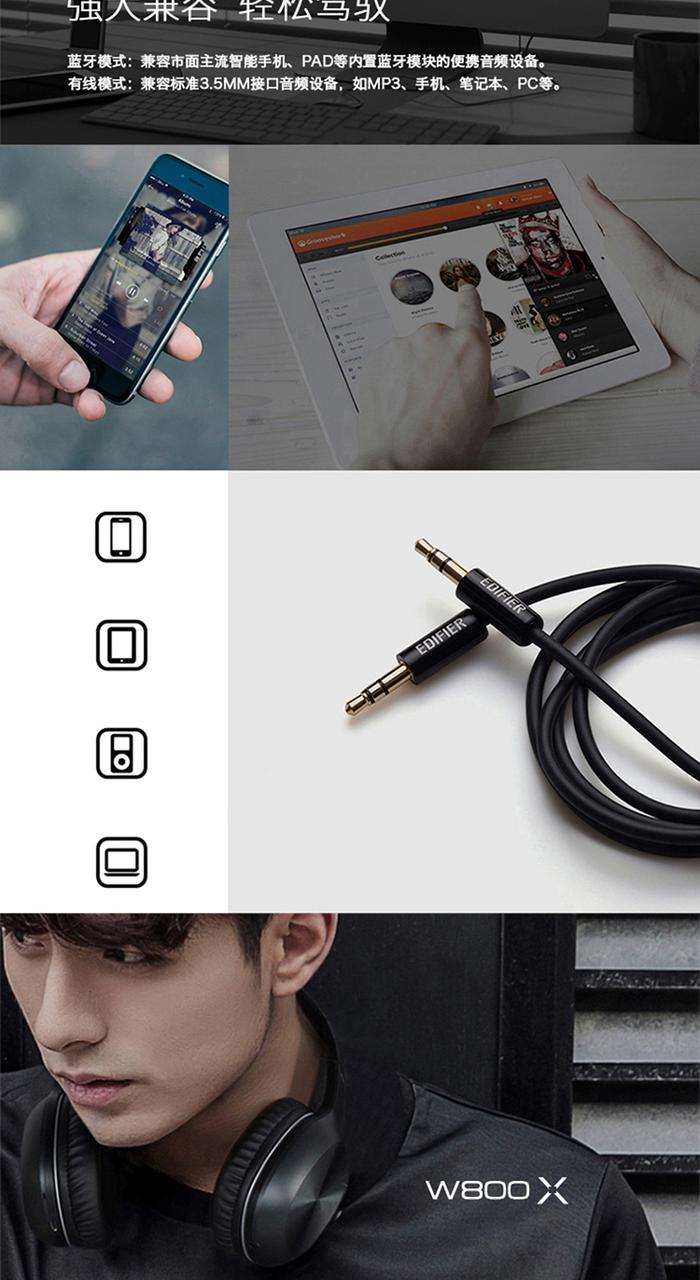 强大兼容 轻松驾驭
蓝牙模式：兼容市面主流智能手机、PAD等内置蓝牙模块的便携音频设备。
有线模式：兼容标准3.5MM接口音频设备，如MP3、手机、笔记本、PC等。
Grooveshark
Collection
EDIFIER
EDIFIER
W800 X